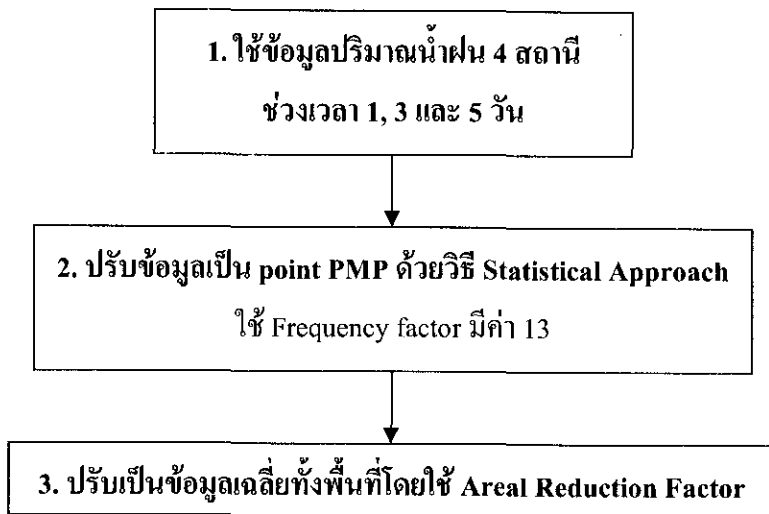 1. ใช้ข้อมูลปริมาณน้ำฝน 4 สถานี
ช่วงเวลา 1, 3 และ 5 วัน
2. ปรับข้อมูลเป็น point PMP ด้วยวิธี Statistical Approach
ใช้ Frequency factor มีค่า 13
3. ปรับเป็นข้อมูลเฉลี่ยทั้งพื้นที่โดยใช้ Areal Reduction Factor